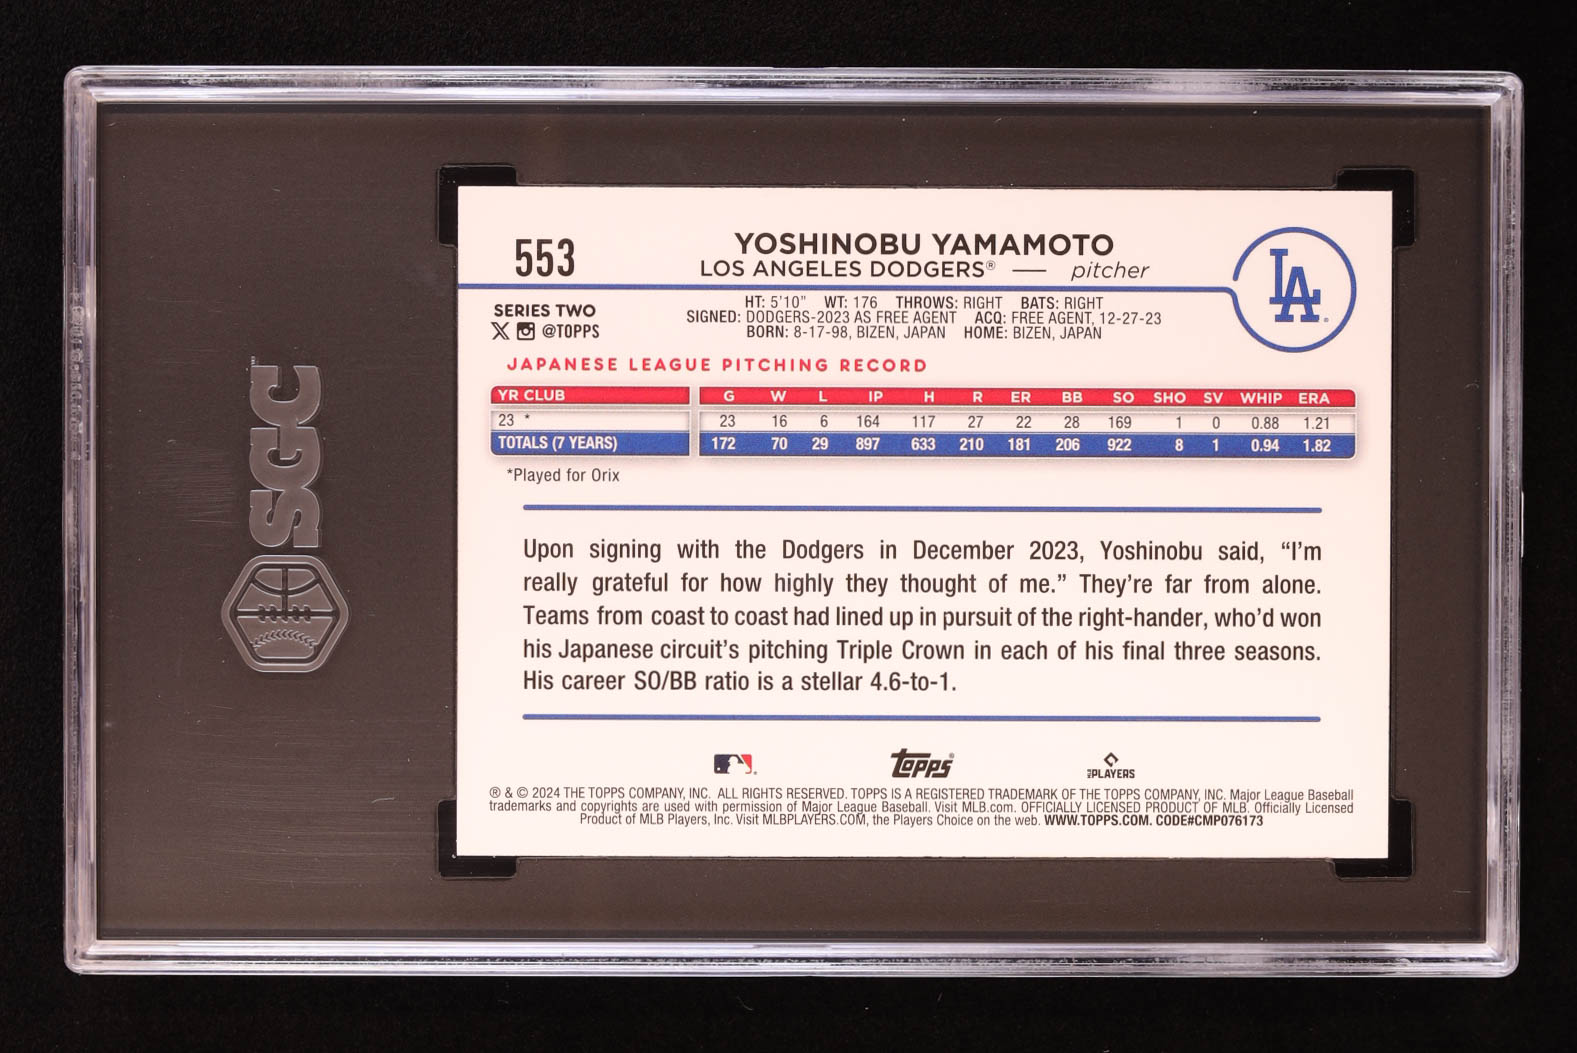 SGC
553
YOSHINOBU YAMAMOTO
LOS ANGELES DODGERS® — pitcher
LA
SERIES TWO
@TOPPS
HT: 5'10" WT: 176 THROWS: RIGHT BATS: RIGHT
SIGNED: DODGERS-2023 AS FREE AGENT ACQ: FREE AGENT, 12-27-23
BORN: 8-17-98, BIZEN, JAPAN HOME: BIZEN, JAPAN
JAPANESE LEAGUE PITCHING RECORD
YR CLUB G W L IP H R ER BB SO SHO SV WHIP ERA
23 * 23 16 6 164 117 27 22 28 169 1 0 0.88 1.21
TOTALS (7 YEARS) 172 70 29 897 633 210 181 206 922 8 1 0.94 1.82
*Played for Orix
Upon signing with the Dodgers in December 2023, Yoshinobu said, “I’m
really grateful for how highly they thought of me.” They’re far from alone.
Teams from coast to coast had lined up in pursuit of the right-hander, who’d won
his Japanese circuit’s pitching Triple Crown in each of his final three seasons.
His career SO/BB ratio is a stellar 4.6-to-1.
Topps®
MLB PLAYERS
® & © 2024 THE TOPPS COMPANY, INC. ALL RIGHTS RESERVED. TOPPS IS A REGISTERED TRADEMARK OF THE TOPPS COMPANY, INC. Major League Baseball
trademarks and copyrights are used with permission of Major League Baseball. Visit MLB.com. OFFICIALLY LICENSED PRODUCT OF MLB. Officially Licensed
Product of MLB Players, Inc. Visit MLBPLAYERS.COM, the Players Choice on the web. WWW.TOPPS.COM. CODE#CMP076173